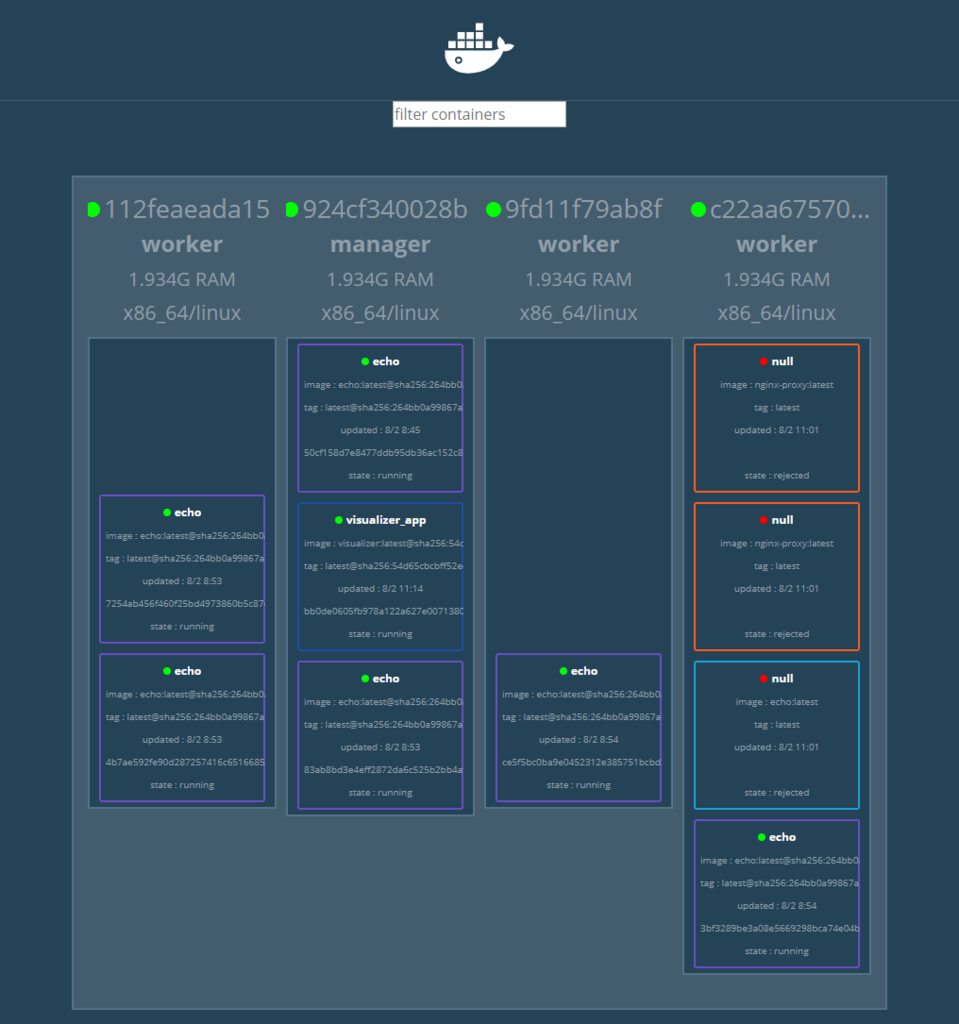 filter containers
112feaeada15
worker
1.934G RAM
x86_64/linux
echo
image : echo:latest@sha256:264bb0
tag : latest@sha256:264bb0a99867a
updated : 8/2 8:53
7254ab456f460f25bd4973860b5c87
state : running
echo
image : echo:latest@sha256:264bb0
tag : latest@sha256:264bb0a99867a
updated : 8/2 8:53
4b7ae592fe90d287257416c6516685
state : running
924cf340028b
manager
1.934G RAM
x86_64/linux
echo
image : echo:latest@sha256:264bb0
tag : latest@sha256:264bb0a99867a
updated : 8/2 8:45
50cf158d7e8477ddb95db36ac152c8
state : running
visualizer_app
image : visualizer:latest@sha256:54d
tag : latest@sha256:54d65cbcbff52e
updated : 8/2 11:14
bb0de0605fb978a122a627e0071380
state : running
echo
image : echo:latest@sha256:264bb0
tag : latest@sha256:264bb0a99867a
updated : 8/2 8:53
83ab8bd3e4eff2872da6c525b2bb4a
state : running
9fd11f79ab8f
worker
1.934G RAM
x86_64/linux
echo
image : echo:latest@sha256:264bb0
tag : latest@sha256:264bb0a99867a
updated : 8/2 8:54
ce5f5bc0ba9e0452312e385751bcbd
state : running
c22aa67570...
worker
1.934G RAM
x86_64/linux
null
image : nginx-proxy:latest
tag : latest
updated : 8/2 11:01
state : rejected
null
image : nginx-proxy:latest
tag : latest
updated : 8/2 11:01
state : rejected
null
image : echo:latest
tag : latest
updated : 8/2 11:01
state : rejected
echo
image : echo:latest@sha256:264bb0
tag : latest@sha256:264bb0a99867a
updated : 8/2 8:54
3bf3289be3a08e5669298bca74e04b
state : running